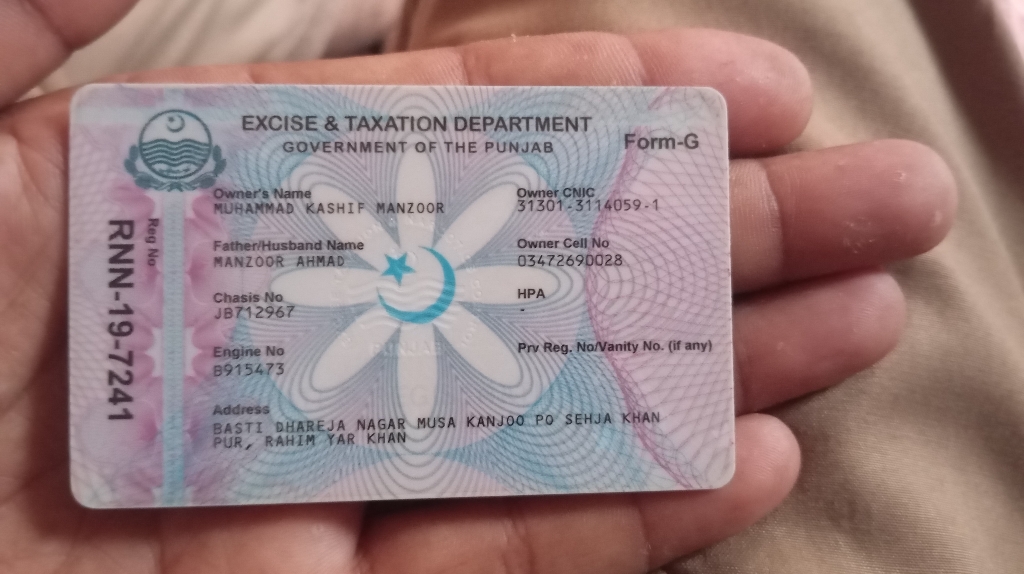 EXCISE & TAXATION DEPARTMENT
GOVERNMENT OF THE PUNJAB
Form-G
Reg No
RNN-19-7241
Owner's Name
MUHAMMAD KASHIF MANZOOR
Owner CNIC
31301-3114059-1
Father/Husband Name
MANZOOR AHMAD
Owner Cell No
03472690028
Chasis No
JB712967
HPA
-
Engine No
B915473
Prv Reg. No/Vanity No. (if any)
Address
BASTI DHAREJA NAGAR MUSA KANJOO PO SEHJA KHAN
PUR, RAHIM YAR KHAN